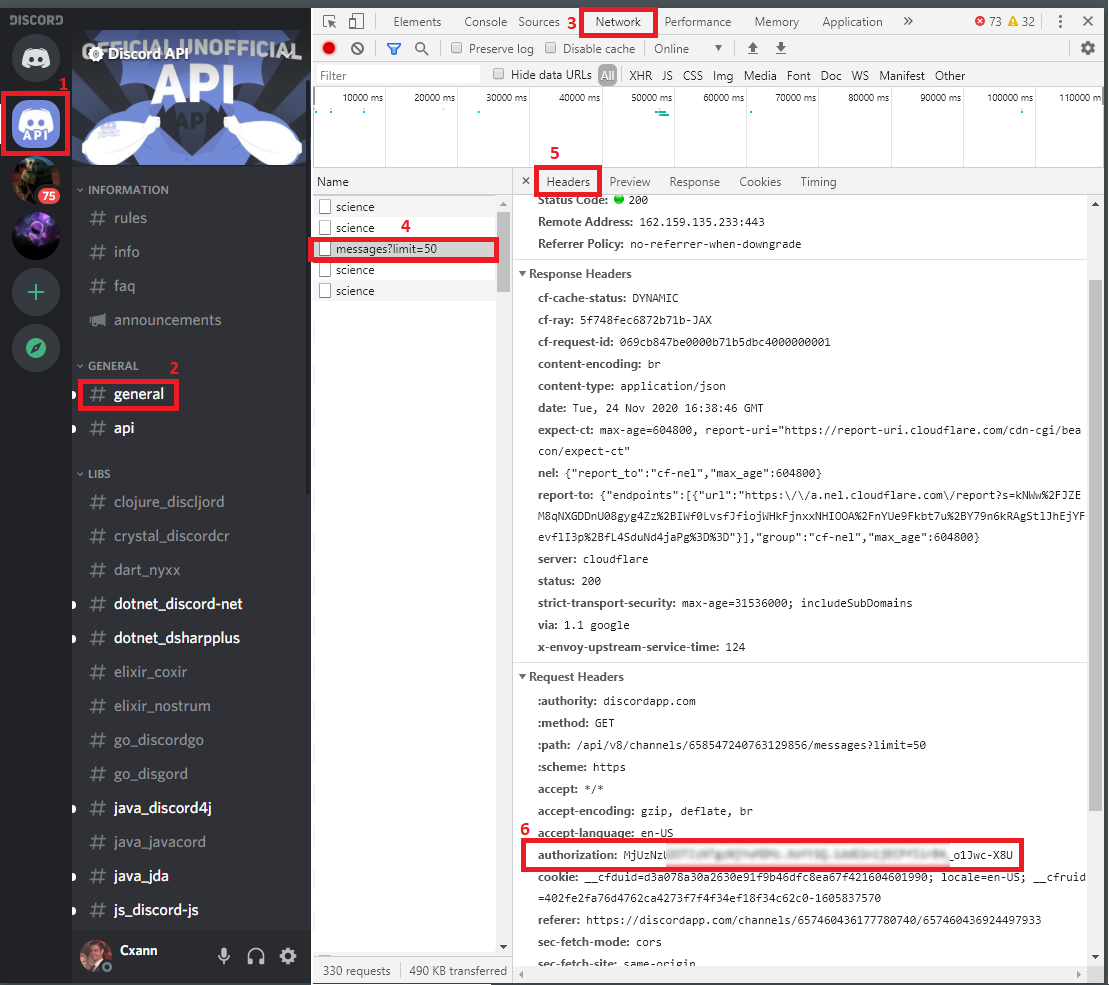 DISCORD
OFFICIAL UNOFFICIAL
Discord API
API
API
1
API
75
INFORMATION
# rules
# info
# faq
announcements
GENERAL
2
# general
# api
LIBS
# clojure_discljord
# crystal_discordcr
# dart_nyxx
# dotnet_discord-net
# dotnet_dsharpplus
# elixir_coxir
# elixir_nostrum
# go_discordgo
# go_disgord
# java_discord4j
# java_javacord
# java_jda
# js_discord-js
Cxann
Elements Console Sources 3 Network Performance Memory Application » 73 32
Preserve log Disable cache Online
Filter Hide data URLs All XHR JS CSS Img Media Font Doc WS Manifest Other
10000 ms 20000 ms 30000 ms 40000 ms 50000 ms 60000 ms 70000 ms 80000 ms 90000 ms 100000 ms 110000 m
5
Name
science
science
4
messages?limit=50
science
science
330 requests 490 KB transferred
× Headers Preview Response Cookies Timing
Status Code: 200
Remote Address: 162.159.135.233:443
Referrer Policy: no-referrer-when-downgrade
Response Headers
cf-cache-status: DYNAMIC
cf-ray: 5f748fec6872b71b-JAX
cf-request-id: 069cb847be0000b71b5dbc4000000001
content-encoding: br
content-type: application/json
date: Tue, 24 Nov 2020 16:38:46 GMT
expect-ct: max-age=604800, report-uri="https://report-uri.cloudflare.com/cdn-cgi/bea
con/expect-ct"
nel: {"report_to":"cf-nel","max_age":604800}
report-to: {"endpoints":[{"url":"https:\/\/a.nel.cloudflare.com\/report?s=kNWw%2FJZE
M8qNXGDDnU08gyg4Zz%2BIWf0LvsfJfiojWHkFjnxxNHIOOA%2FnYUe9Fkbt7u%2BY79n6kRAgStlJhEjYF
evflI3p%2BfL4SduNd4jaPg%3D%3D"}],"group":"cf-nel","max_age":604800}
server: cloudflare
status: 200
strict-transport-security: max-age=31536000; includeSubDomains
via: 1.1 google
x-envoy-upstream-service-time: 124
Request Headers
:authority: discordapp.com
:method: GET
:path: /api/v8/channels/658547240763129856/messages?limit=50
:scheme: https
accept: */*
accept-encoding: gzip, deflate, br
accept-language: en-US
6
authorization: MjUzNzU _o1Jwc-X8U
cookie: __cfduid=d3a078a30a2630e91f9b46dfc8ea67f421604601990; locale=en-US; __cfruid
=402fe2fa76d4762ca4273f7f4f34ef18f34c62c0-1605837570
referer: https://discordapp.com/channels/657460436177780740/657460436924497933
sec-fetch-mode: cors
sec-fetch-site: same-origin